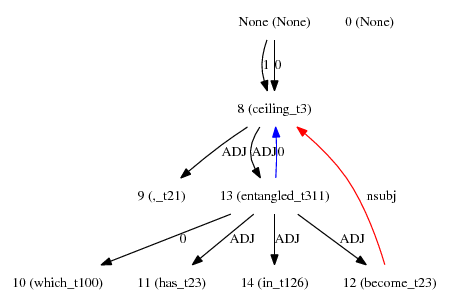 None (None) 0 (None)
1 0
8 (ceiling_t3)
ADJ ADJ 0
9 (,_t21) 13 (entangled_t311) nsubj
0 ADJ ADJ ADJ
10 (which_t100) 11 (has_t23) 14 (in_t126) 12 (become_t23)